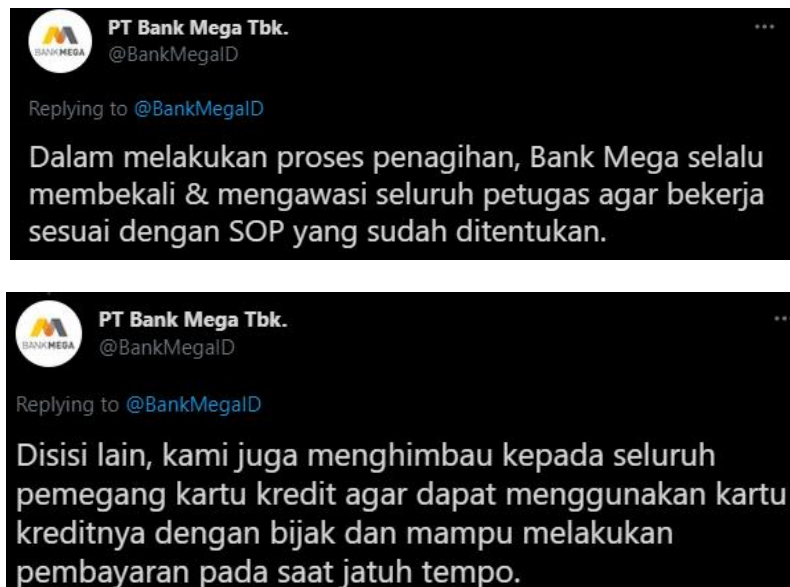 PT Bank Mega Tbk.
@BankMegaID
BANKMEGA
Replying to @BankMegaID
Dalam melakukan proses penagihan, Bank Mega selalu
membekali & mengawasi seluruh petugas agar bekerja
sesuai dengan SOP yang sudah ditentukan.
PT Bank Mega Tbk.
@BankMegaID
BANKMEGA
Replying to @BankMegaID
Disisi lain, kami juga menghimbau kepada seluruh
pemegang kartu kredit agar dapat menggunakan kartu
kreditnya dengan bijak dan mampu melakukan
pembayaran pada saat jatuh tempo.